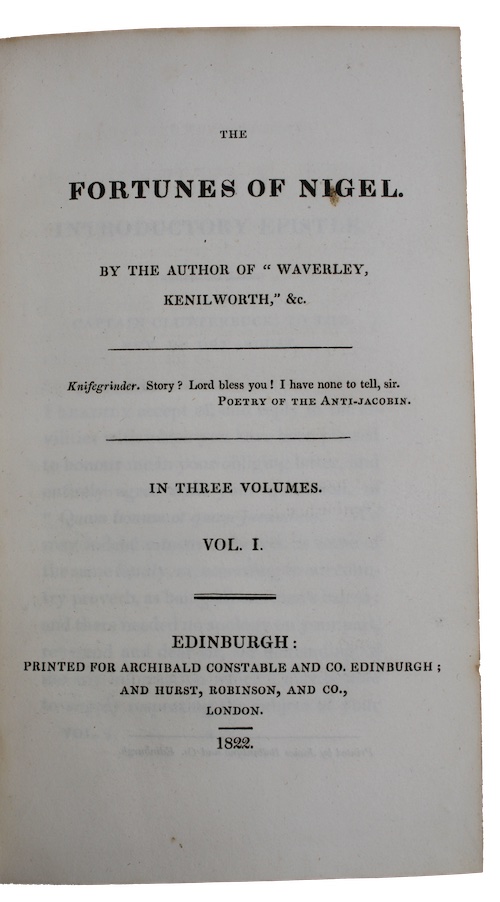 THE
FORTUNES OF NIGEL.
BY THE AUTHOR OF “ WAVERLEY,
KENILWORTH,” &c.
Knifegrinder. Story ? Lord bless you ! I have none to tell, sir.
POETRY OF THE ANTI-JACOBIN.
IN THREE VOLUMES.
VOL. I.
EDINBURGH :
PRINTED FOR ARCHIBALD CONSTABLE AND CO. EDINBURGH ;
AND HURST, ROBINSON, AND CO.,
LONDON.
1822.